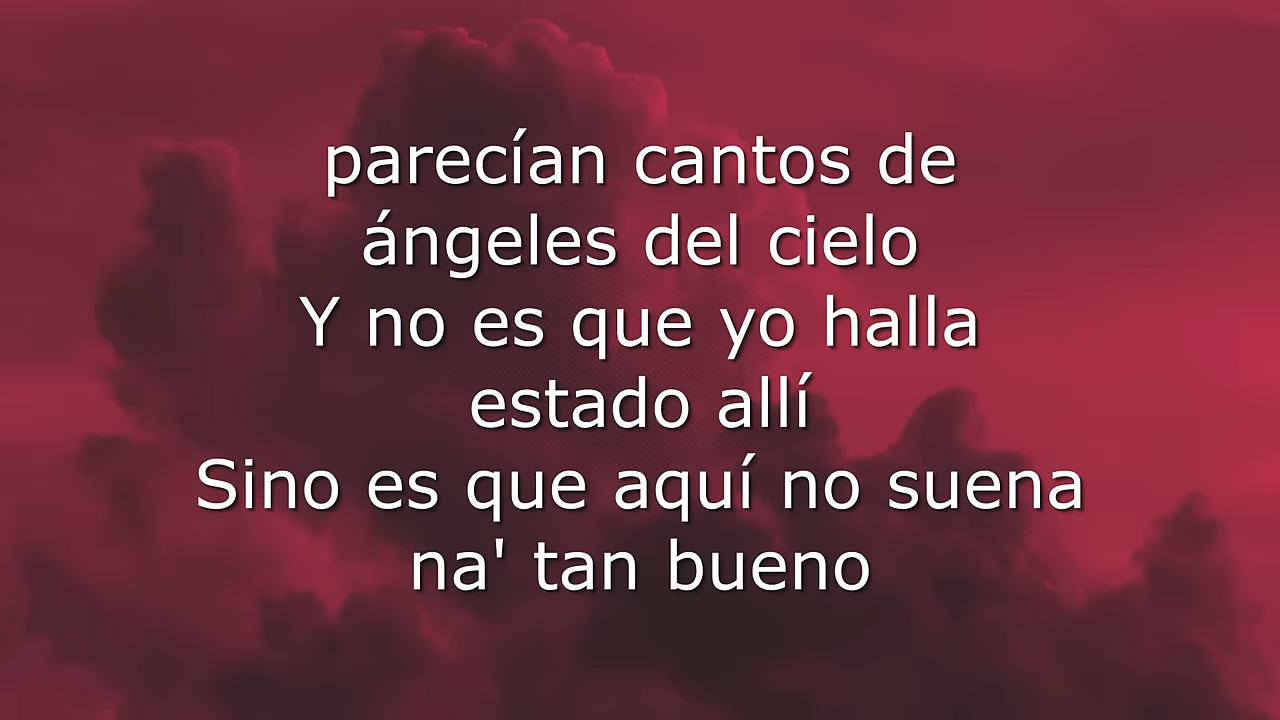 parecían cantos de
ángeles del cielo
Y no es que yo halla
estado allí
Sino es que aquí no suena
na' tan bueno